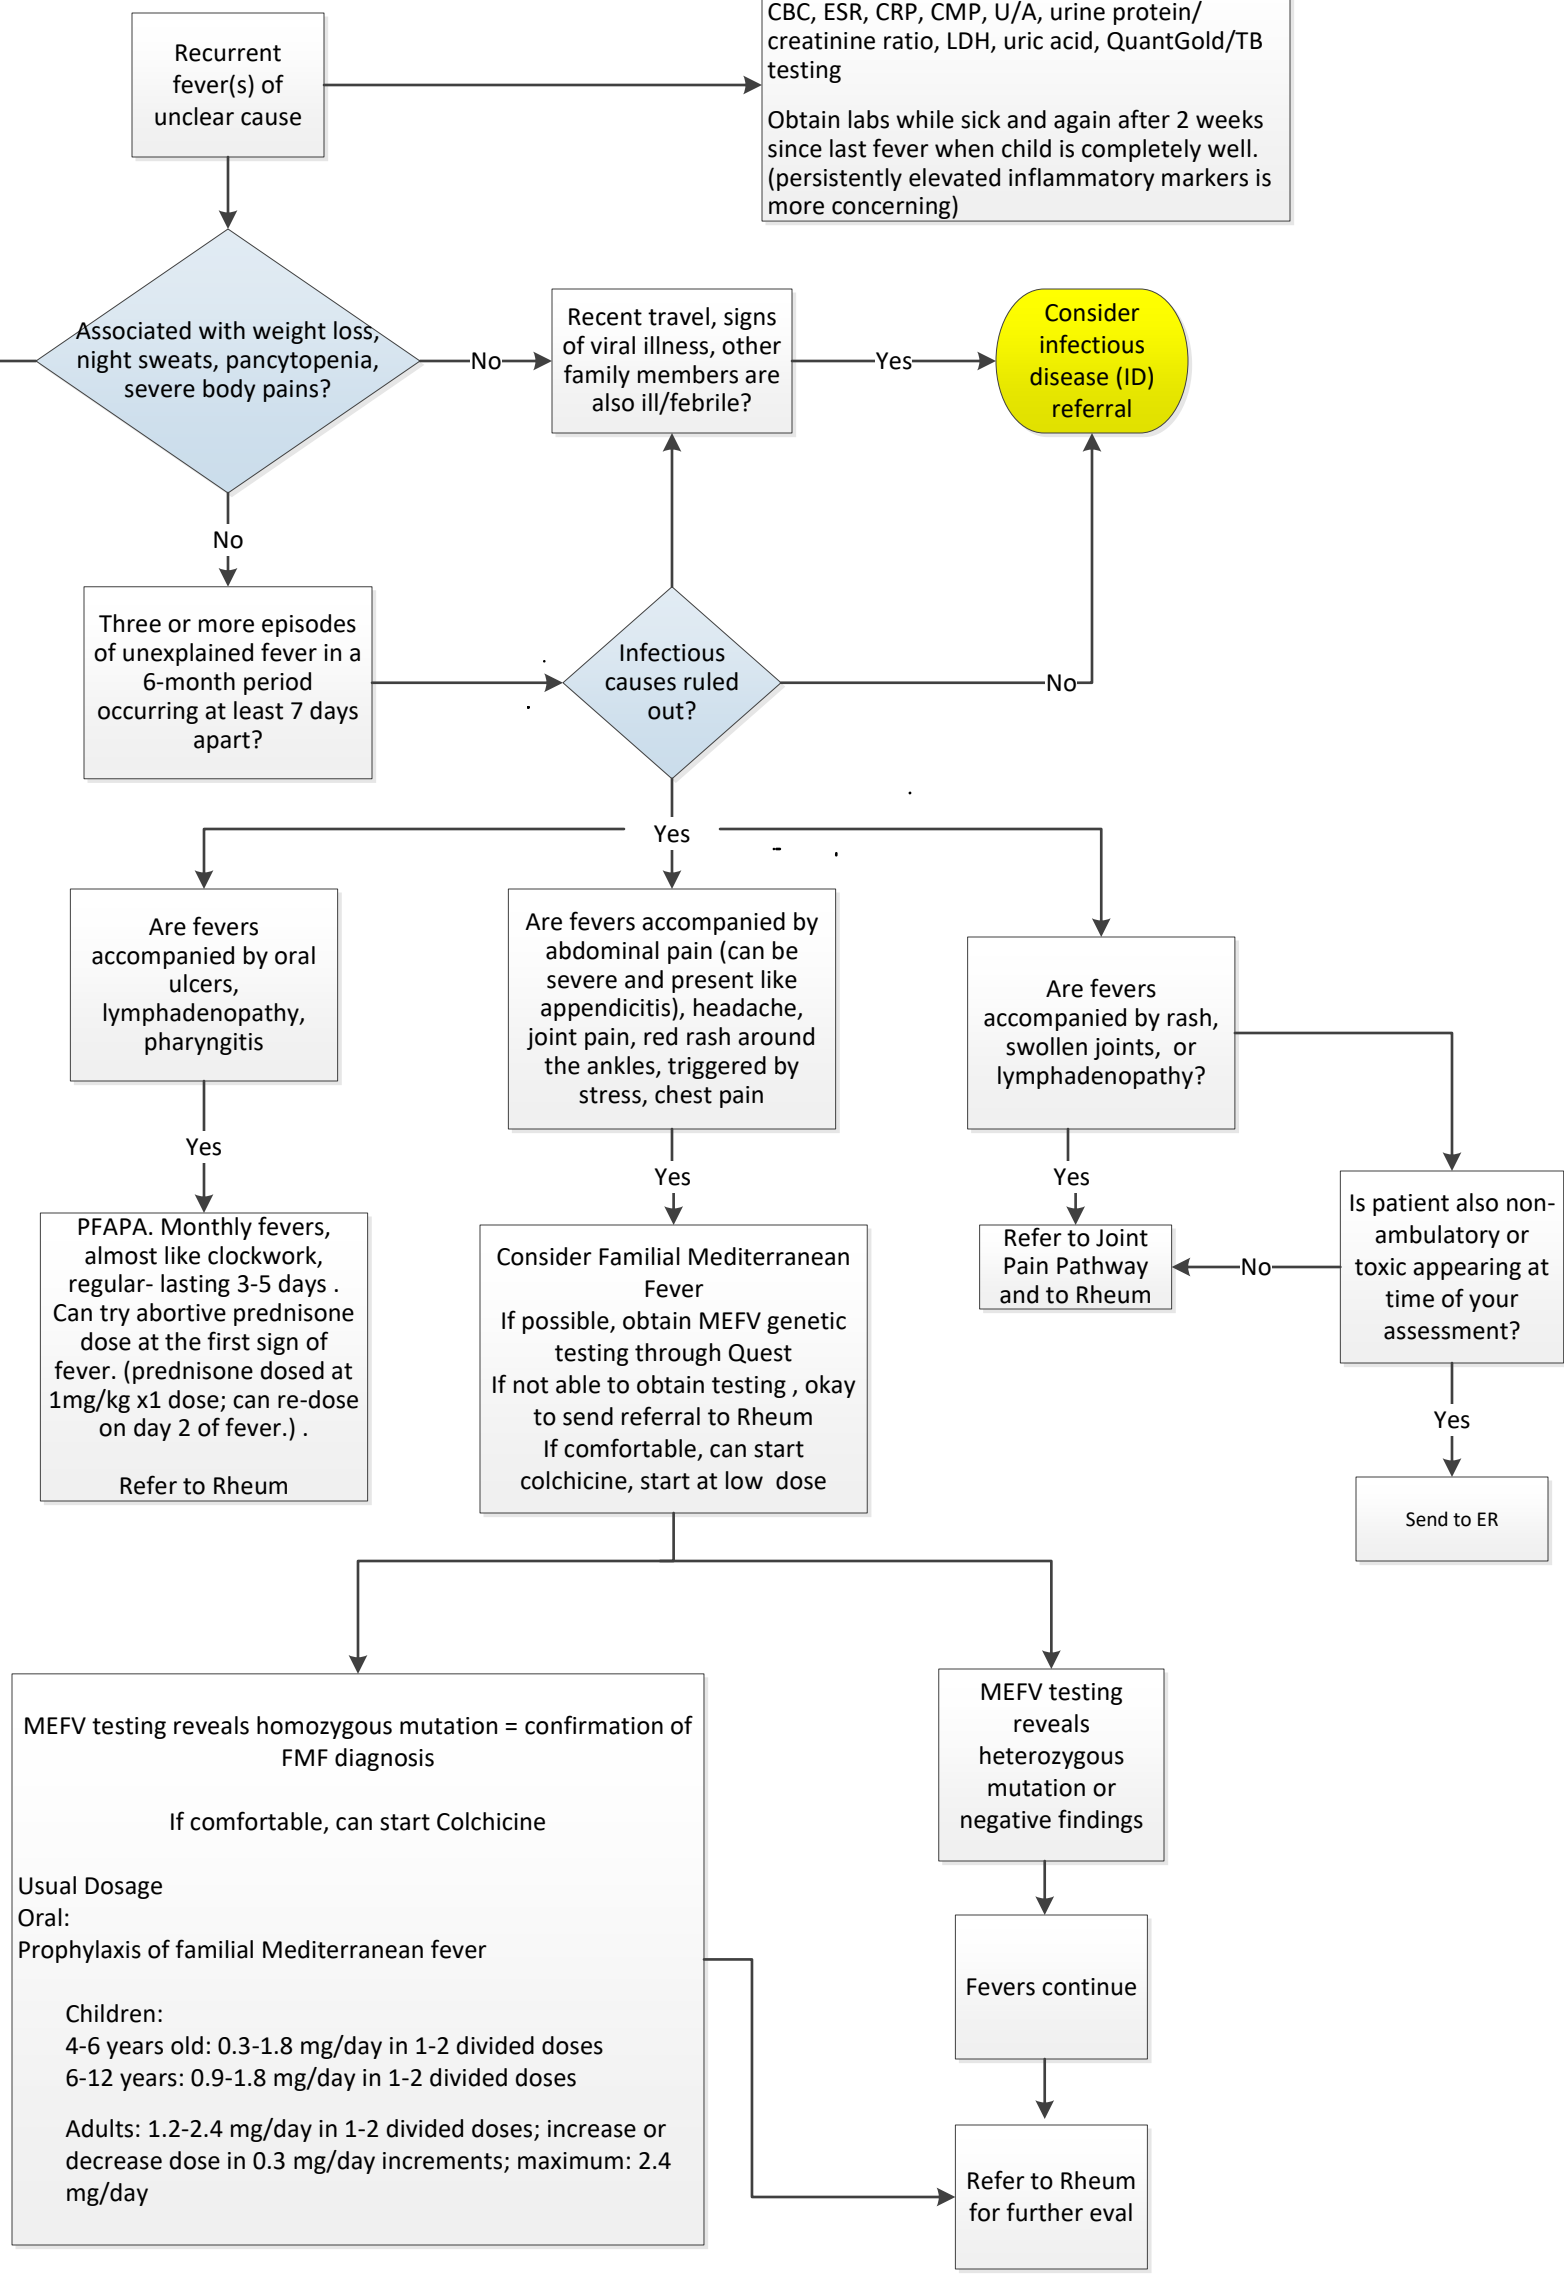 CBC, ESR, CRP, CMP, U/A, urine protein/
creatinine ratio, LDH, uric acid, QuantGold/TB
testing
Obtain labs while sick and again after 2 weeks
since last fever when child is completely well.
(persistently elevated inflammatory markers is
more concerning)
Recurrent
fever(s) of
unclear cause
Associated with weight loss,
night sweats, pancytopenia,
severe body pains?
No
Recent travel, signs
of viral illness, other
family members are
also ill/febrile?
Yes
Consider
infectious
disease (ID)
referral
No
Three or more episodes
of unexplained fever in a
6-month period
occurring at least 7 days
apart?
Infectious
causes ruled
out?
No
Yes
Are fevers
accompanied by oral
ulcers,
lymphadenopathy,
pharyngitis
Are fevers accompanied by
abdominal pain (can be
severe and present like
appendicitis), headache,
joint pain, red rash around
the ankles, triggered by
stress, chest pain
Are fevers
accompanied by rash,
swollen joints,  or
lymphadenopathy?
Yes
Yes
Yes
PFAPA. Monthly fevers,
almost like clockwork,
regular- lasting 3-5 days .
Can try abortive prednisone
dose at the first sign of
fever. (prednisone dosed at
1mg/kg x1 dose; can re-dose
on day 2 of fever.) .
Refer to Rheum
Consider Familial Mediterranean
Fever
If possible, obtain MEFV genetic
testing through Quest
If not able to obtain testing , okay
to send referral to Rheum
If comfortable, can start
colchicine, start at low  dose
Refer to Joint
Pain Pathway
and to Rheum
No
Is patient also non-
ambulatory or
toxic appearing at
time of your
assessment?
Yes
Send to ER
MEFV testing reveals homozygous mutation = confirmation of
FMF diagnosis
If comfortable, can start Colchicine
Usual Dosage
Oral:
Prophylaxis of familial Mediterranean fever
Children:
4-6 years old: 0.3-1.8 mg/day in 1-2 divided doses
6-12 years: 0.9-1.8 mg/day in 1-2 divided doses
Adults: 1.2-2.4 mg/day in 1-2 divided doses; increase or
decrease dose in 0.3 mg/day increments; maximum: 2.4
mg/day
MEFV testing
reveals
heterozygous
mutation or
negative findings
Fevers continue
Refer to Rheum
for further eval